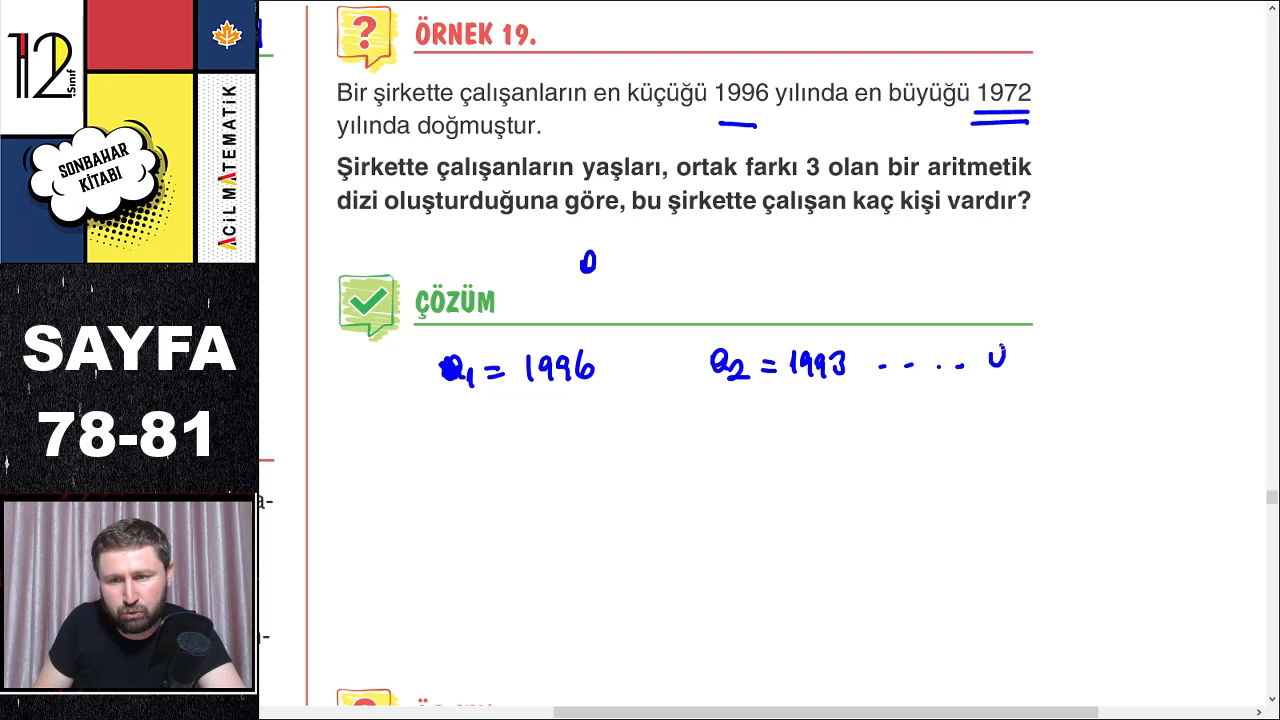 12
.Sınıf
SONBAHAR
KİTABI
ACİLMATEMATİK
SAYFA
78-81
?
ÖRNEK 19.
Bir şirkette çalışanların en küçüğü 1996 yılında en büyüğü 1972
yılında doğmuştur.
Şirkette çalışanların yaşları, ortak farkı 3 olan bir aritmetik
dizi oluşturduğuna göre, bu şirkette çalışan kaç kişi vardır?
ÇÖZÜM
a1 = 1996 a2 = 1993 ....
a-